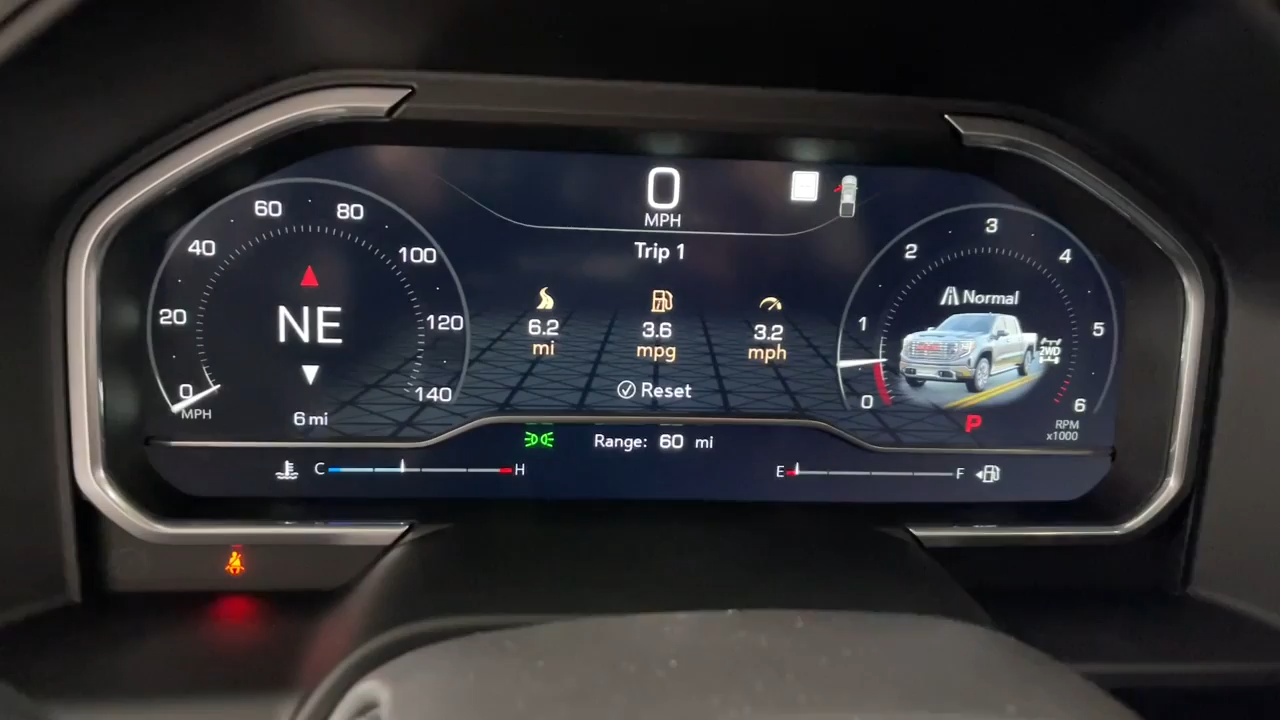 0
MPH
Trip 1
6.2
mi
3.6
mpg
3.2
mph
Reset
0
20
40
60
80
100
120
140
MPH
NE
6 mi
0
1
2
3
4
5
6
RPM
x1000
Normal
2WD
P
Range: 60 mi
C
H
E
F